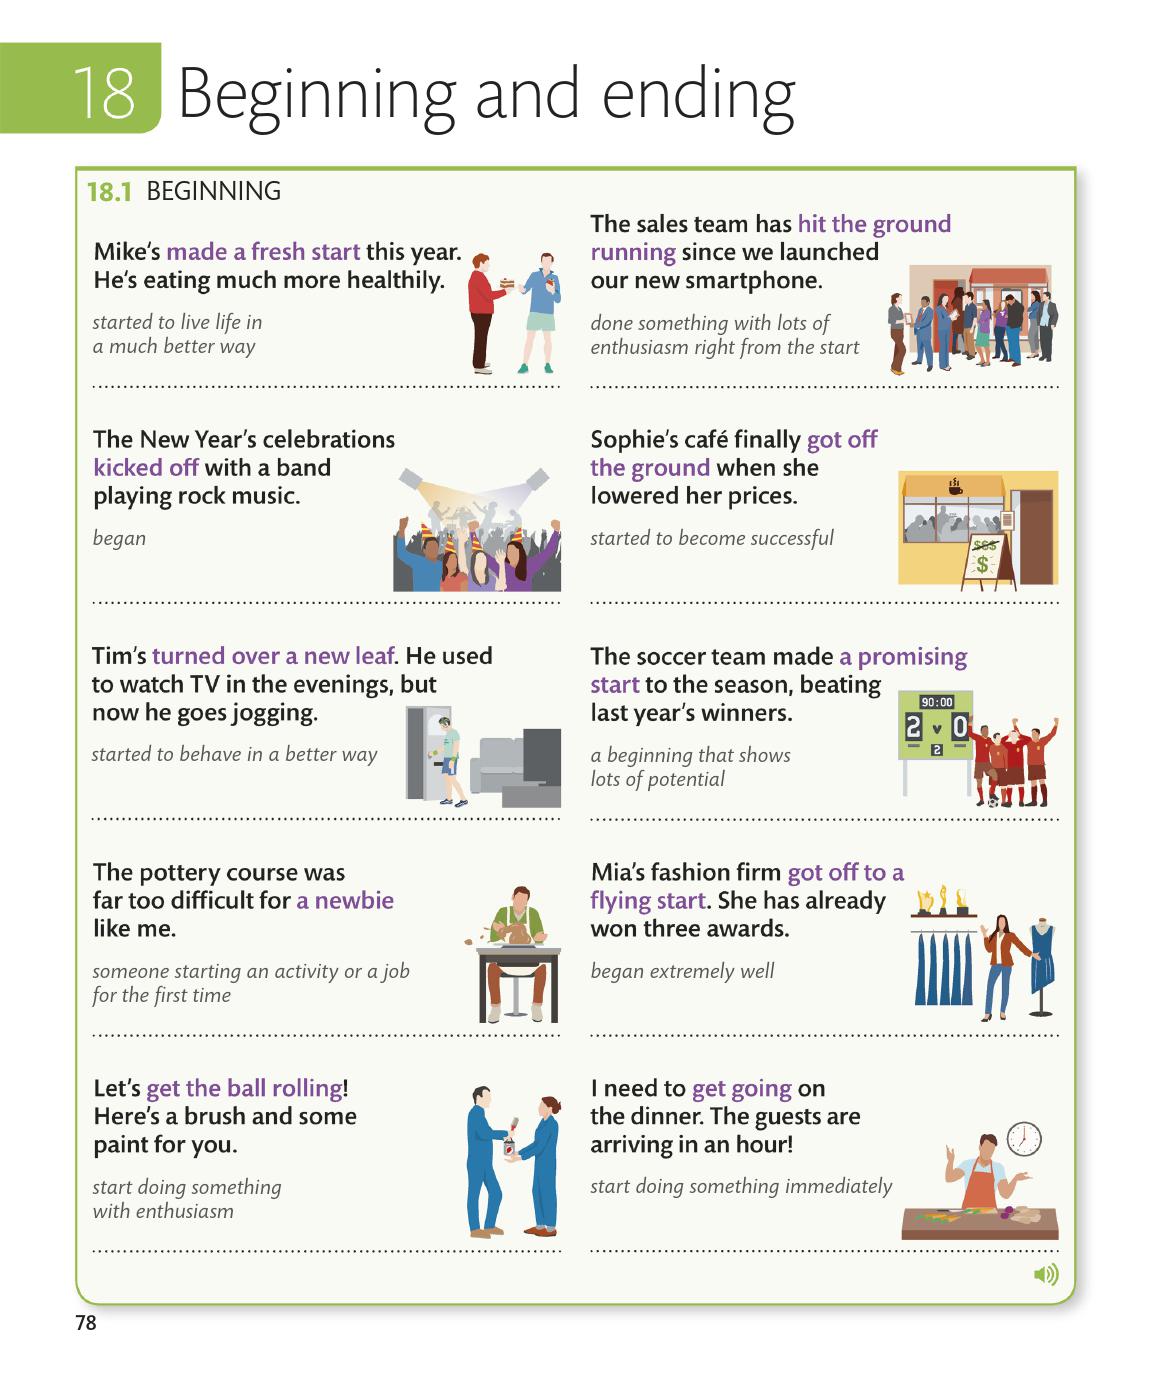 18 Beginning and ending
18.1 BEGINNING
Mike's made a fresh start this year.
He's eating much more healthily.
started to live life in
a much better way
The sales team has hit the ground
running since we launched
our new smartphone.
done something with lots of
enthusiasm right from the start
The New Year's celebrations
kicked off with a band
playing rock music.
began
Sophie's café finally got off
the ground when she
lowered her prices.
started to become successful
$$$
$
Tim's turned over a new leaf. He used
to watch TV in the evenings, but
now he goes jogging.
started to behave in a better way
The soccer team made a promising
start to the season, beating
last year's winners.
a beginning that shows
lots of potential
90:00
2 v 0
2
The pottery course was
far too difficult for a newbie
like me.
someone starting an activity or a job
for the first time
Mia's fashion firm got off to a
flying start. She has already
won three awards.
began extremely well
Let's get the ball rolling!
Here's a brush and some
paint for you.
start doing something
with enthusiasm
I need to get going on
the dinner. The guests are
arriving in an hour!
start doing something immediately
78